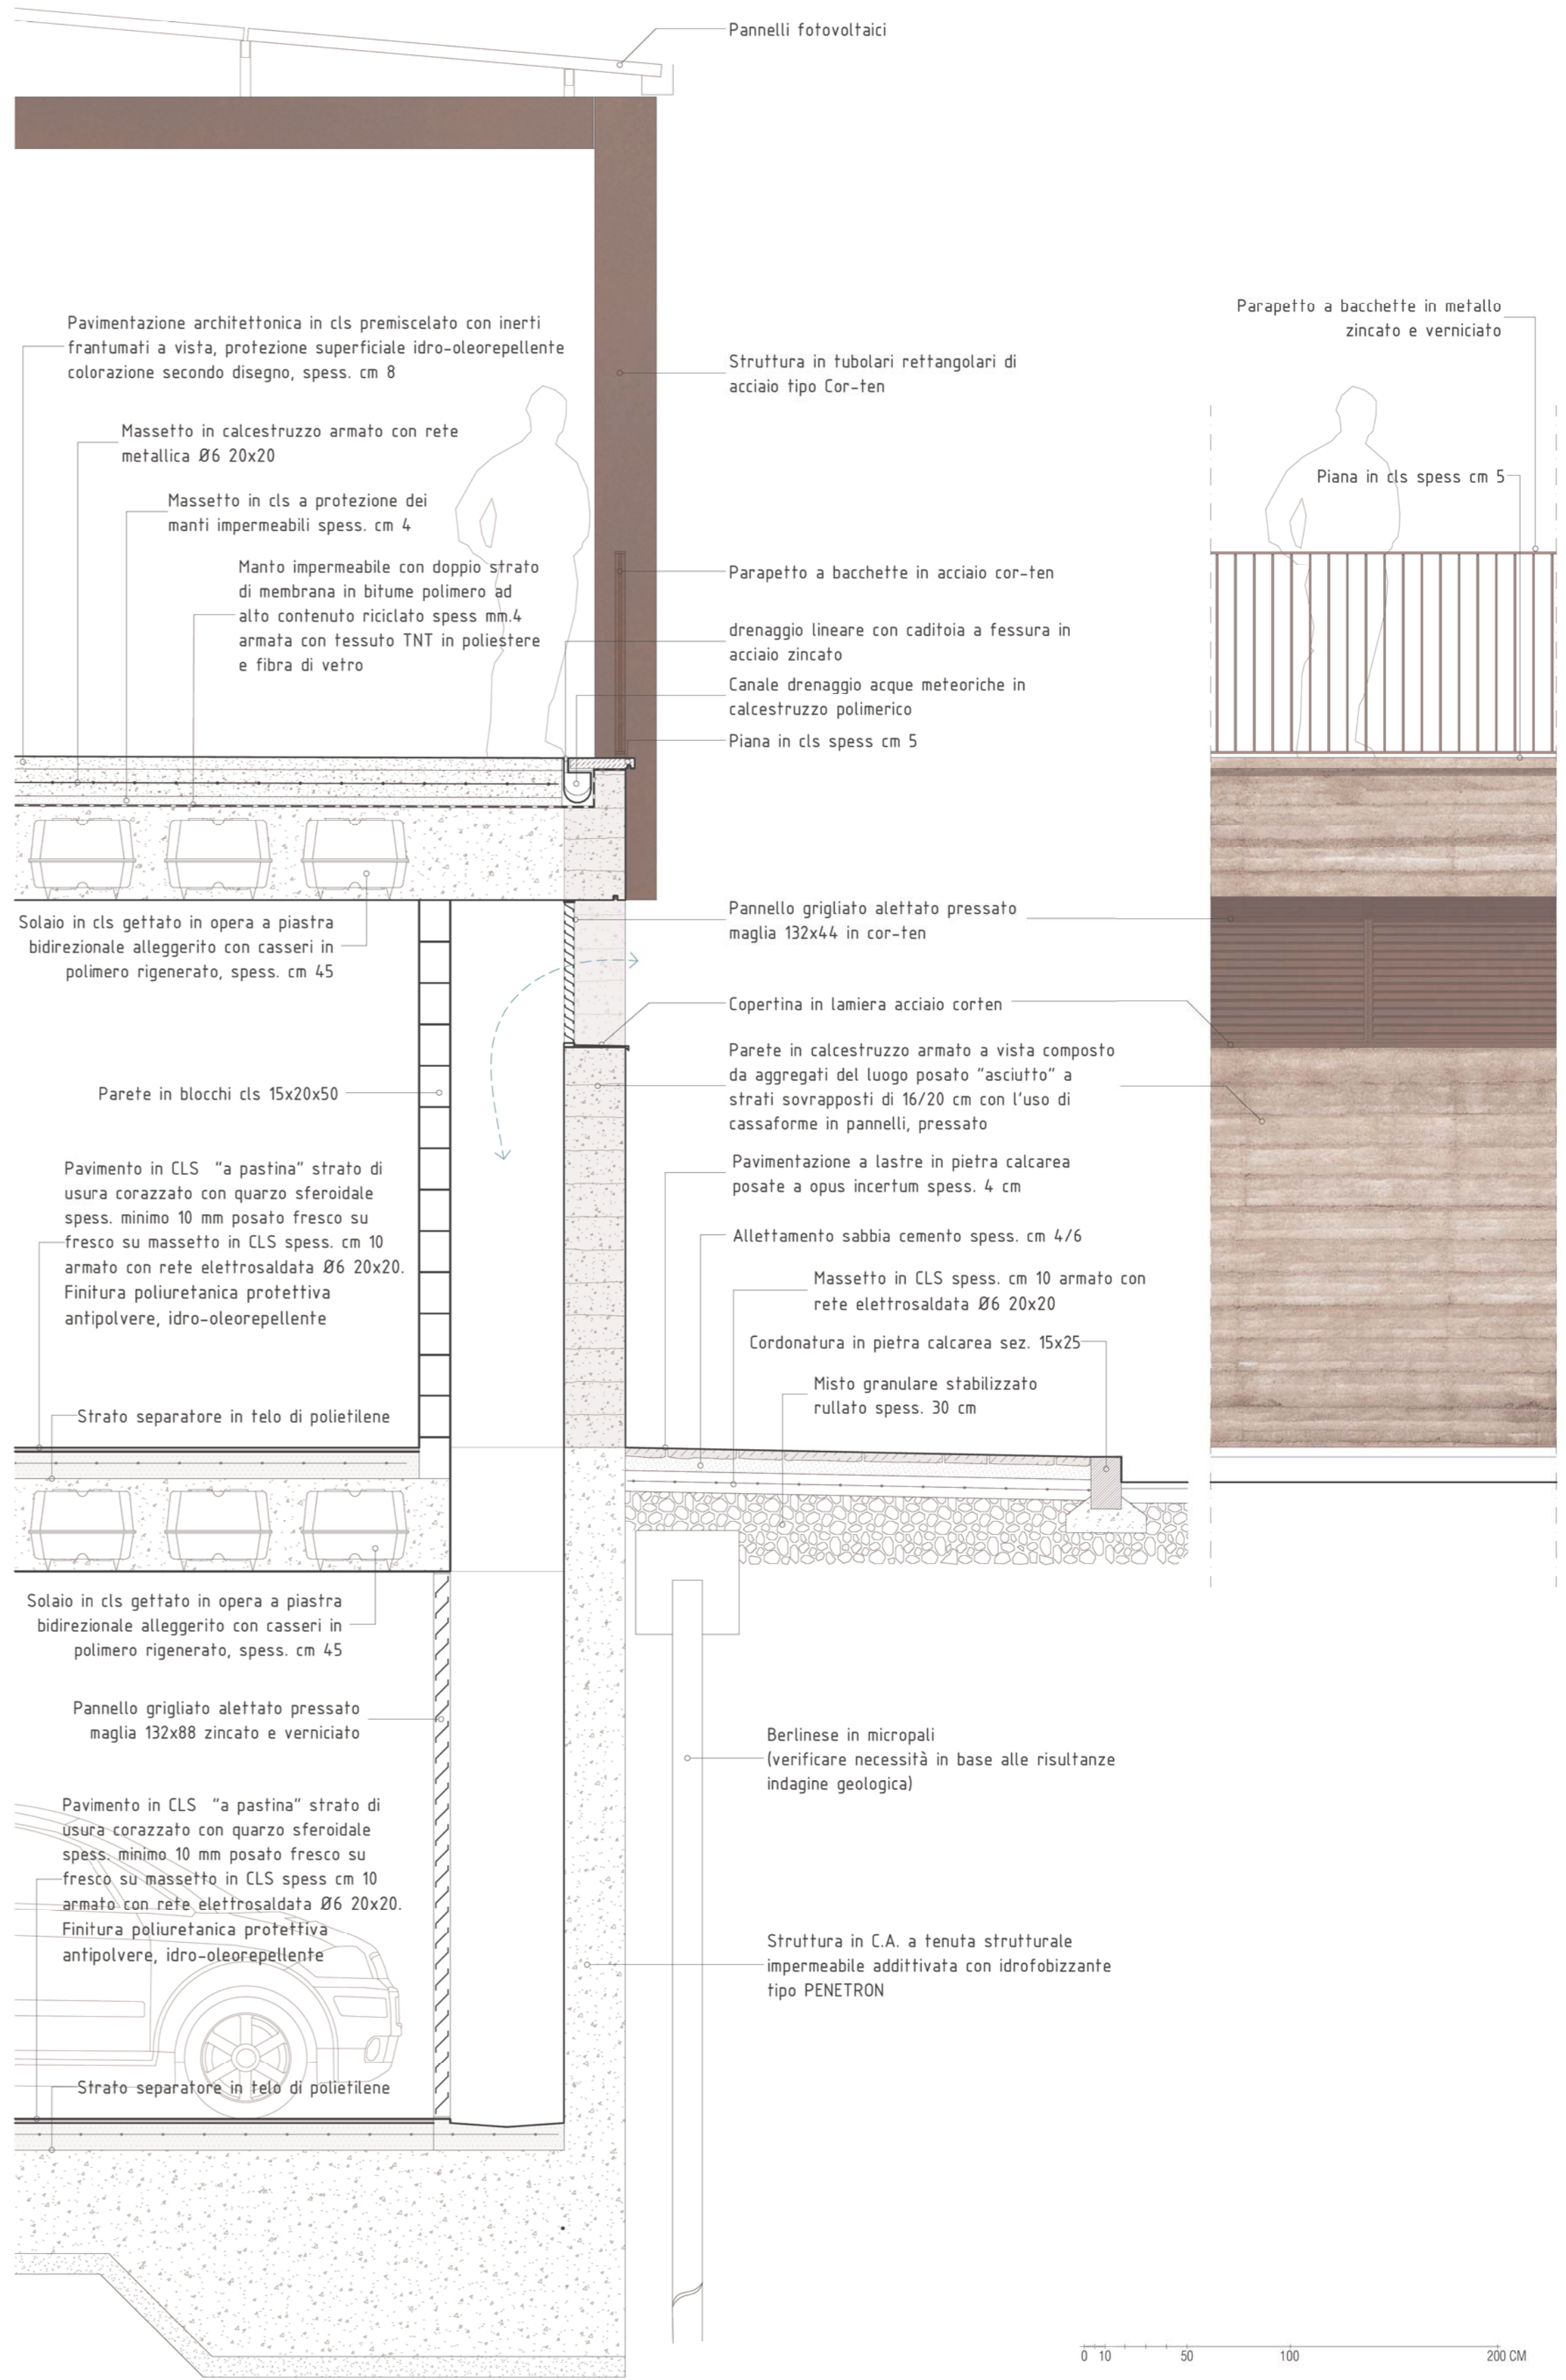 Pannelli fotovoltaici
Parapetto a bacchette in metallo
zincato e verniciato
Pavimentazione architettonica in cls premiscelato con inerti
frantumati a vista, protezione superficiale idro-oleorepellente
colorazione secondo disegno, spess. cm 8
Struttura in tubolari rettangolari di
acciaio tipo Cor-ten
Massetto in calcestruzzo armato con rete
metallica Ø6 20x20
Piana in cls spess cm 5
Massetto in cls a protezione dei
manti impermeabili spess. cm 4
Manto impermeabile con doppio strato
di membrana in bitume polimero ad
alto contenuto riciclato spess mm.4
armata con tessuto TNT in poliestere
e fibra di vetro
Parapetto a bacchette in acciaio cor-ten
drenaggio lineare con caditoia a fessura in
acciaio zincato
Canale drenaggio acque meteoriche in
calcestruzzo polimerico
Piana in cls spess cm 5
Solaio in cls gettato in opera a piastra
bidirezionale alleggerito con casseri in
polimero rigenerato, spess. cm 45
Pannello grigliato alettato pressato
maglia 132x44 in cor-ten
Copertina in lamiera acciaio corten
Parete in calcestruzzo armato a vista composto
da aggregati del luogo posato "asciutto" a
strati sovrapposti di 16/20 cm con l'uso di
cassaforme in pannelli, pressato
Parete in blocchi cls 15x20x50
Pavimento in CLS "a pastina" strato di
usura corazzato con quarzo sferoidale
spess. minimo 10 mm posato fresco su
fresco su massetto in CLS spess. cm 10
armato con rete elettrosaldata Ø6 20x20.
Finitura poliuretanica protettiva
antipolvere, idro-oleorepellente
Pavimentazione a lastre in pietra calcarea
posate a opus incertum spess. 4 cm
Allettamento sabbia cemento spess. cm 4/6
Massetto in CLS spess. cm 10 armato con
rete elettrosaldata Ø6 20x20
Cordonatura in pietra calcarea sez. 15x25
Misto granulare stabilizzato
rullato spess. 30 cm
Strato separatore in telo di polietilene
Solaio in cls gettato in opera a piastra
bidirezionale alleggerito con casseri in
polimero rigenerato, spess. cm 45
Pannello grigliato alettato pressato
maglia 132x88 zincato e verniciato
Berlinese in micropali
(verificare necessità in base alle risultanze
indagine geologica)
Pavimento in CLS "a pastina" strato di
usura corazzato con quarzo sferoidale
spess. minimo 10 mm posato fresco su
fresco su massetto in CLS spess cm 10
armato con rete elettrosaldata Ø6 20x20.
Finitura poliuretanica protettiva
antipolvere, idro-oleorepellente
Struttura in C.A. a tenuta strutturale
impermeabile addittivata con idrofobizzante
tipo PENETRON
Strato separatore in telo di polietilene
0 10 50 100 200 CM